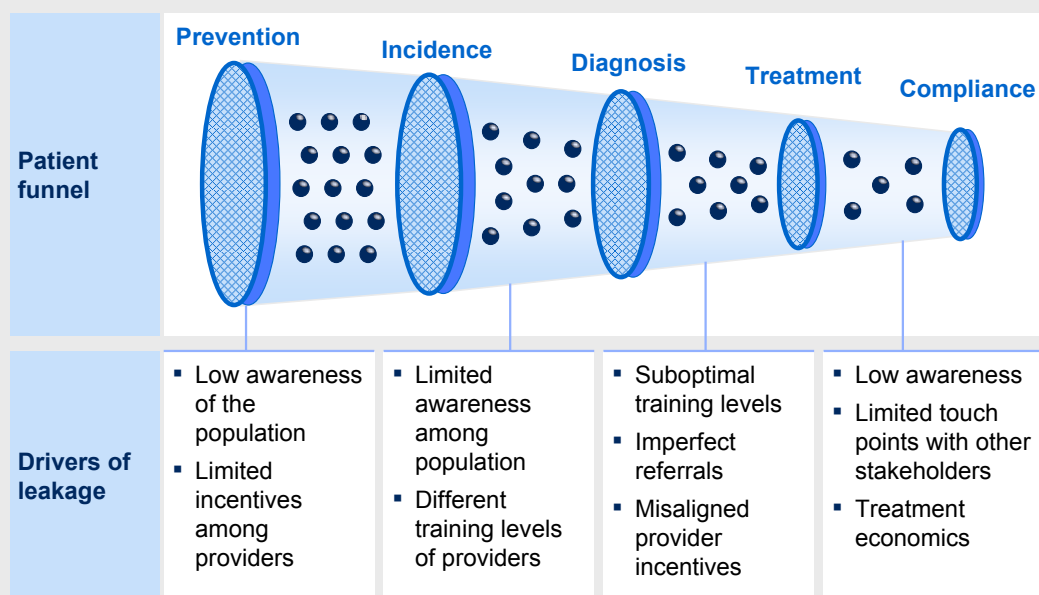 Prevention
Incidence
Diagnosis
Treatment
Compliance
Patient
funnel
Drivers of
leakage
▪ Low awareness
of the
population
▪ Limited
incentives
among
providers
▪ Limited
awareness
among
population
▪ Different
training levels
of providers
▪ Suboptimal
training levels
▪ Imperfect
referrals
▪ Misaligned
provider
incentives
▪ Low awareness
▪ Limited touch
points with other
stakeholders
▪ Treatment
economics